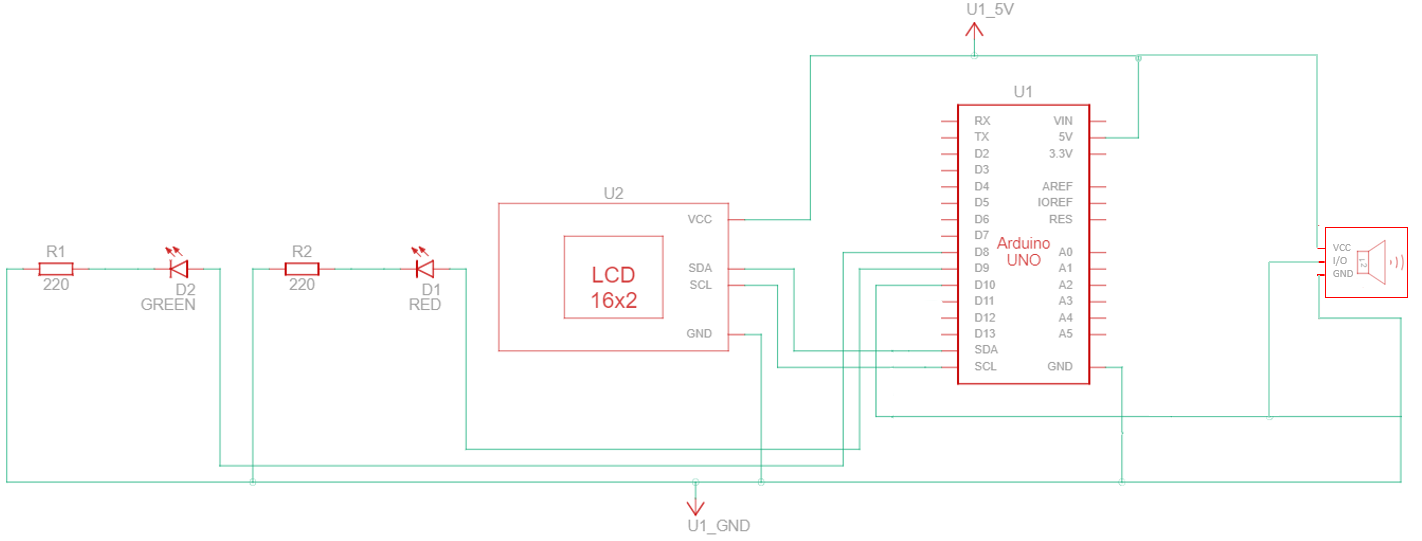 U1_5V
U1
RX
TX
D2
D3
D4
D5
D6
D7
D8
D9
D10
D11
D12
D13
SDA
SCL
VIN
5V
3.3V
AREF
IOREF
RES
A0
A1
A2
A3
A4
A5
GND
Arduino
UNO
U2
VCC
SDA
SCL
GND
LCD
16x2
R1
220
D2
GREEN
R2
220
D1
RED
VCC
I/O
GND
U1_GND